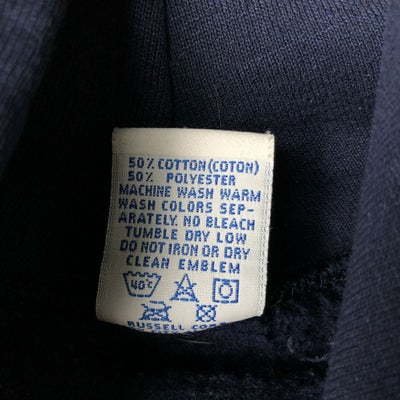 50% COTTON (COTON)
50% POLYESTER
MACHINE WASH WARM
WASH COLORS SEP-
ARATELY. NO BLEACH
TUMBLE DRY LOW
DO NOT IRON OR DRY
CLEAN EMBLEM
40°C
RUSSELL